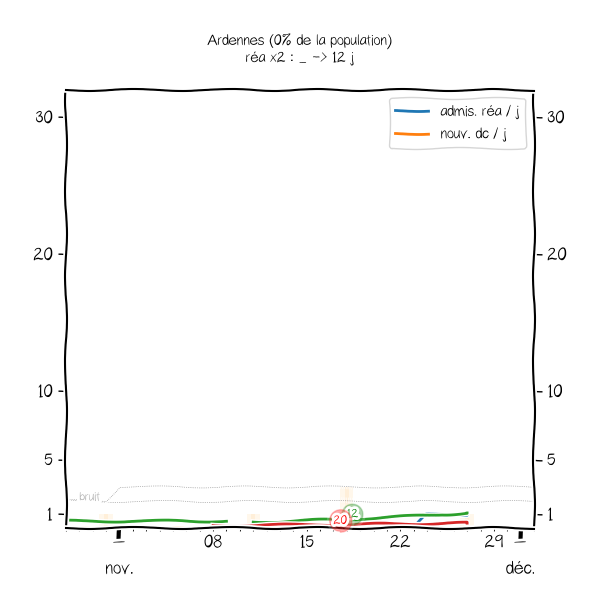 Ardennes (0% de la population)
réa x2 : _ -> 12 j
admis. réa / j
nouv. dc / j
30
30
20
20
10
10
5
5
bruit
1
1
12
20
08
15
22
29
nov.
déc.